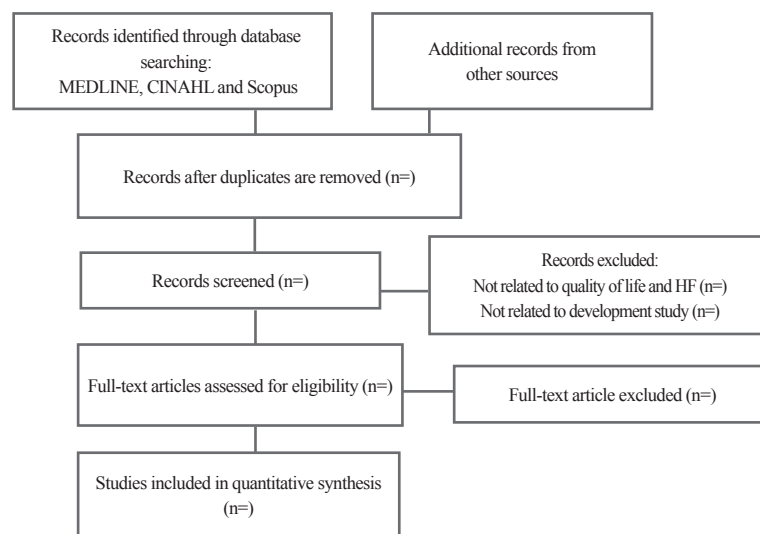 Records identified through database
searching:
MEDLINE, CINAHL and Scopus
Additional records from
other sources
Records after duplicates are removed (n=)
Records screened (n=)
Records excluded:
Not related to quality of life and HF (n=)
Not related to development study (n=)
Full-text articles assessed for eligibility (n=)
Full-text article excluded (n=)
Studies included in quantitative synthesis
(n=)